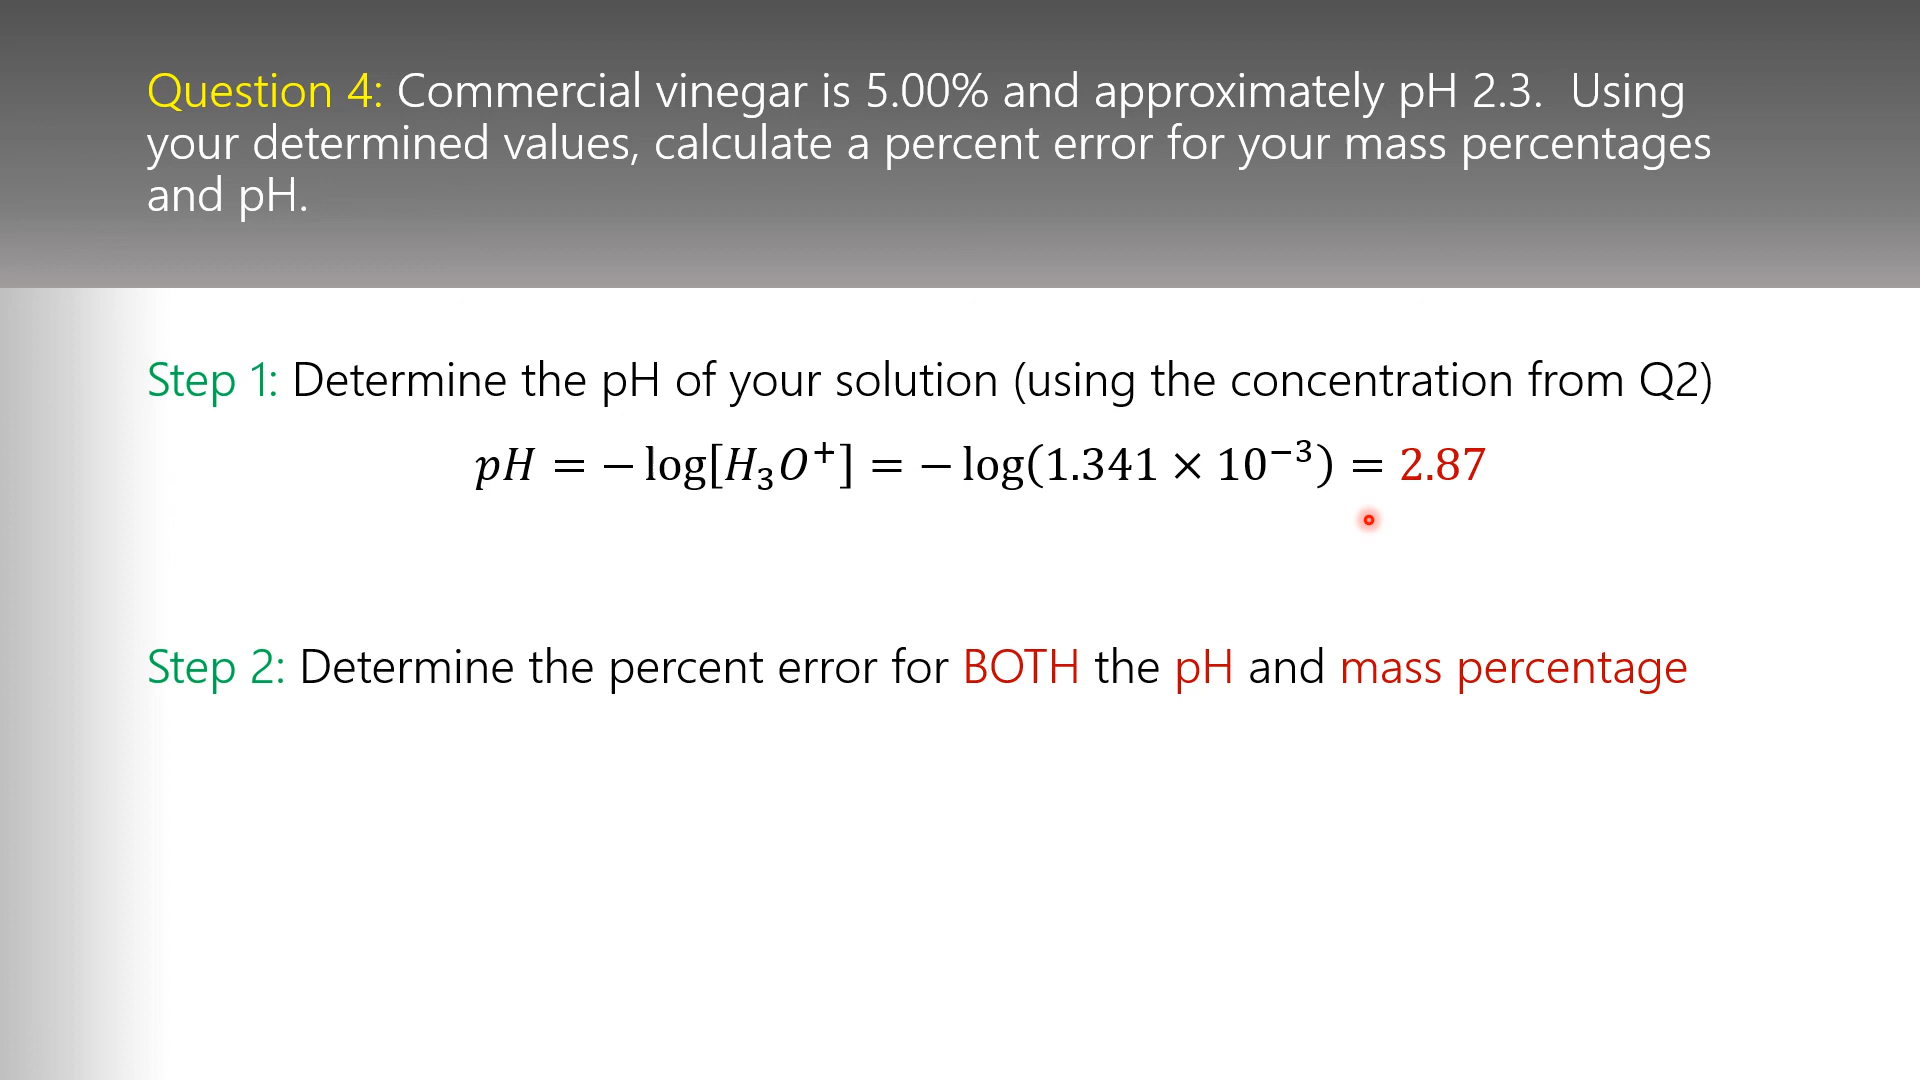 Question 4: Commercial vinegar is 5.00% and approximately pH 2.3.  Using
your determined values, calculate a percent error for your mass percentages
and pH.
Step 1: Determine the pH of your solution (using the concentration from Q2)
pH = − log[H₃O⁺] = − log(1.341 × 10⁻³) = 2.87
Step 2: Determine the percent error for BOTH the pH and mass percentage